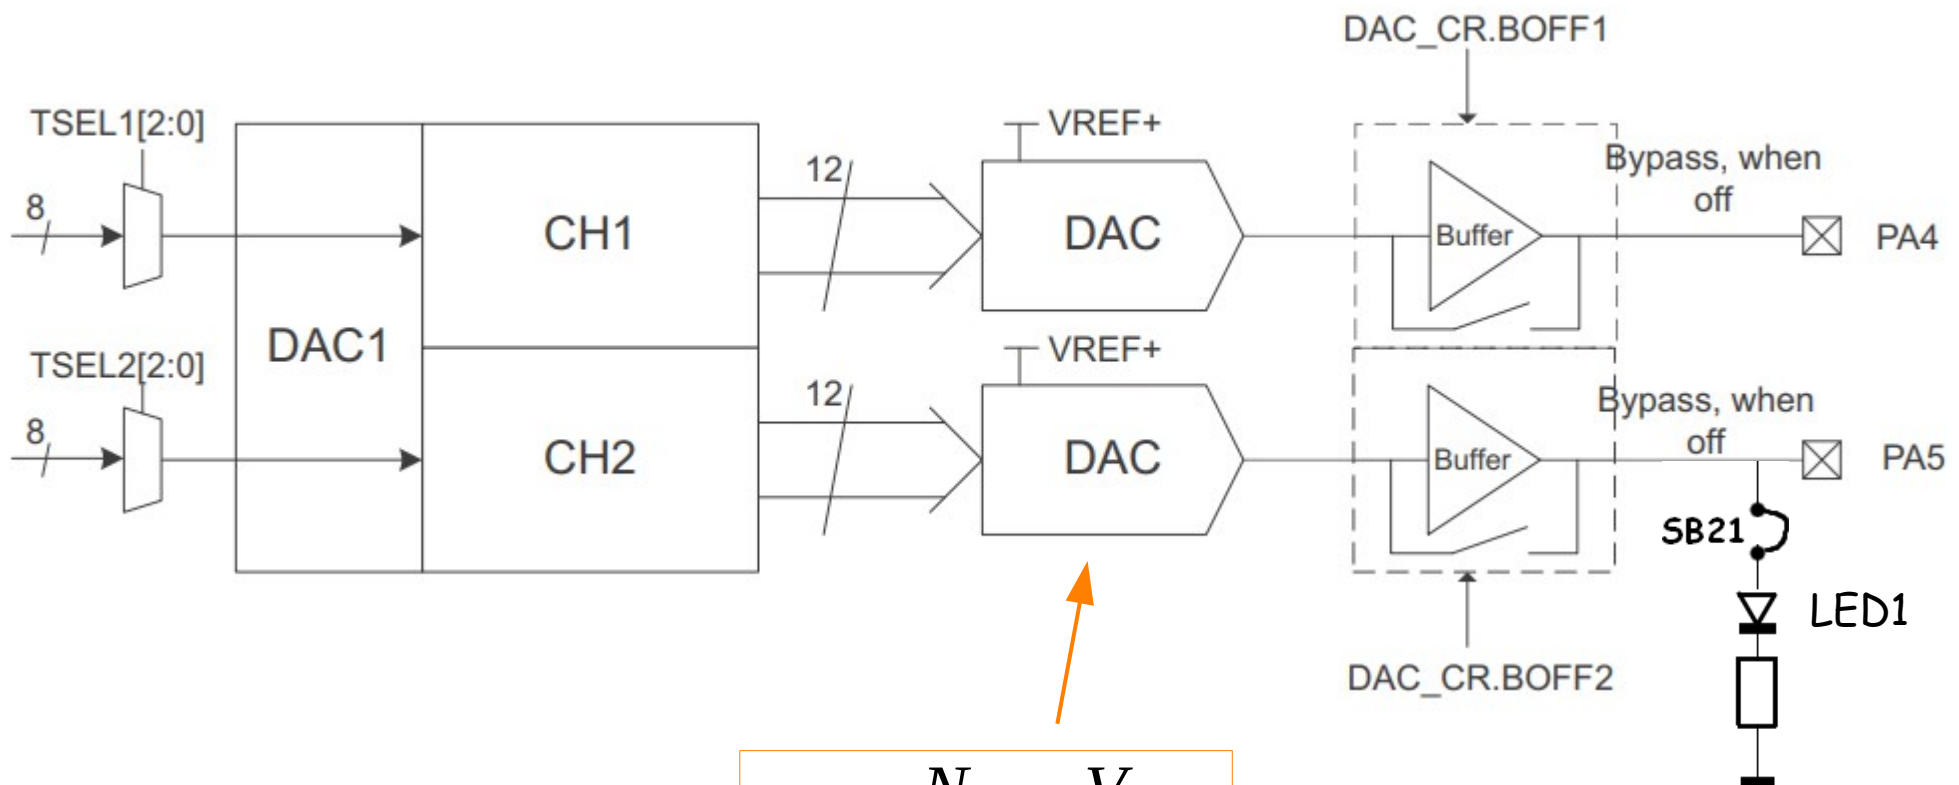 DAC_CR.BOFF1
TSEL1[2:0]
VREF+
8
12
Bypass, when
off
CH1
DAC
Buffer
PA4
DAC1
TSEL2[2:0]
VREF+
8
12
Bypass, when
off
CH2
DAC
Buffer
PA5
SB21
LED1
DAC_CR.BOFF2
N V